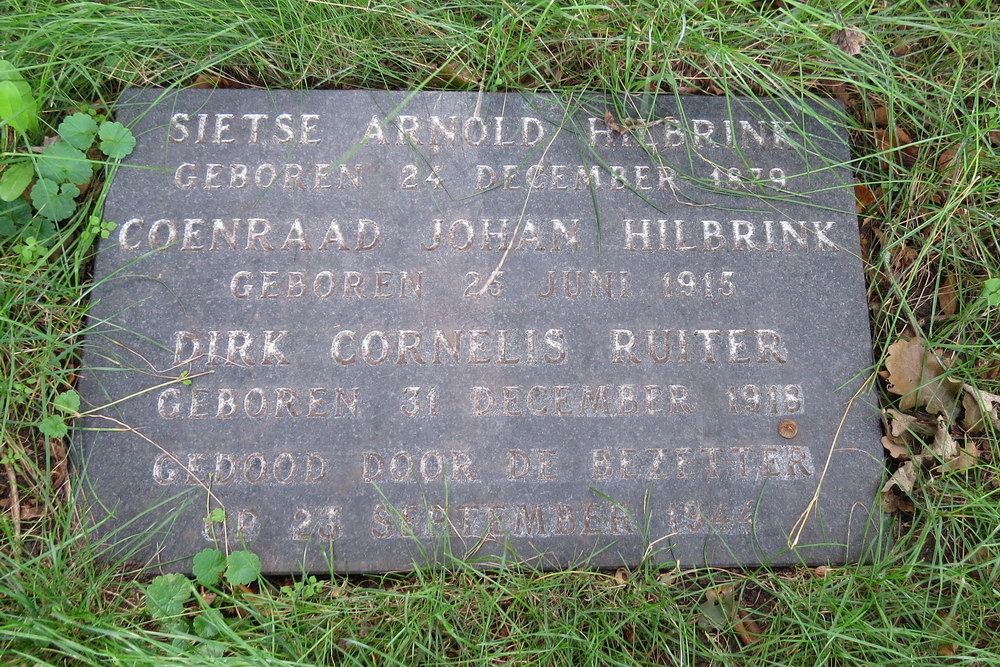 SIETSE ARNOLD HILBRINK
GEBOREN 24 DECEMBER 1879
COENRAAD JOHAN HILBRINK
GEBOREN 25 JUNI 1915
DIRK CORNELIS RUITER
GEBOREN 31 DECEMBER 1918
GEDOOD DOOR DE BEZETTER
OP 23 SEPTEMBER 1944